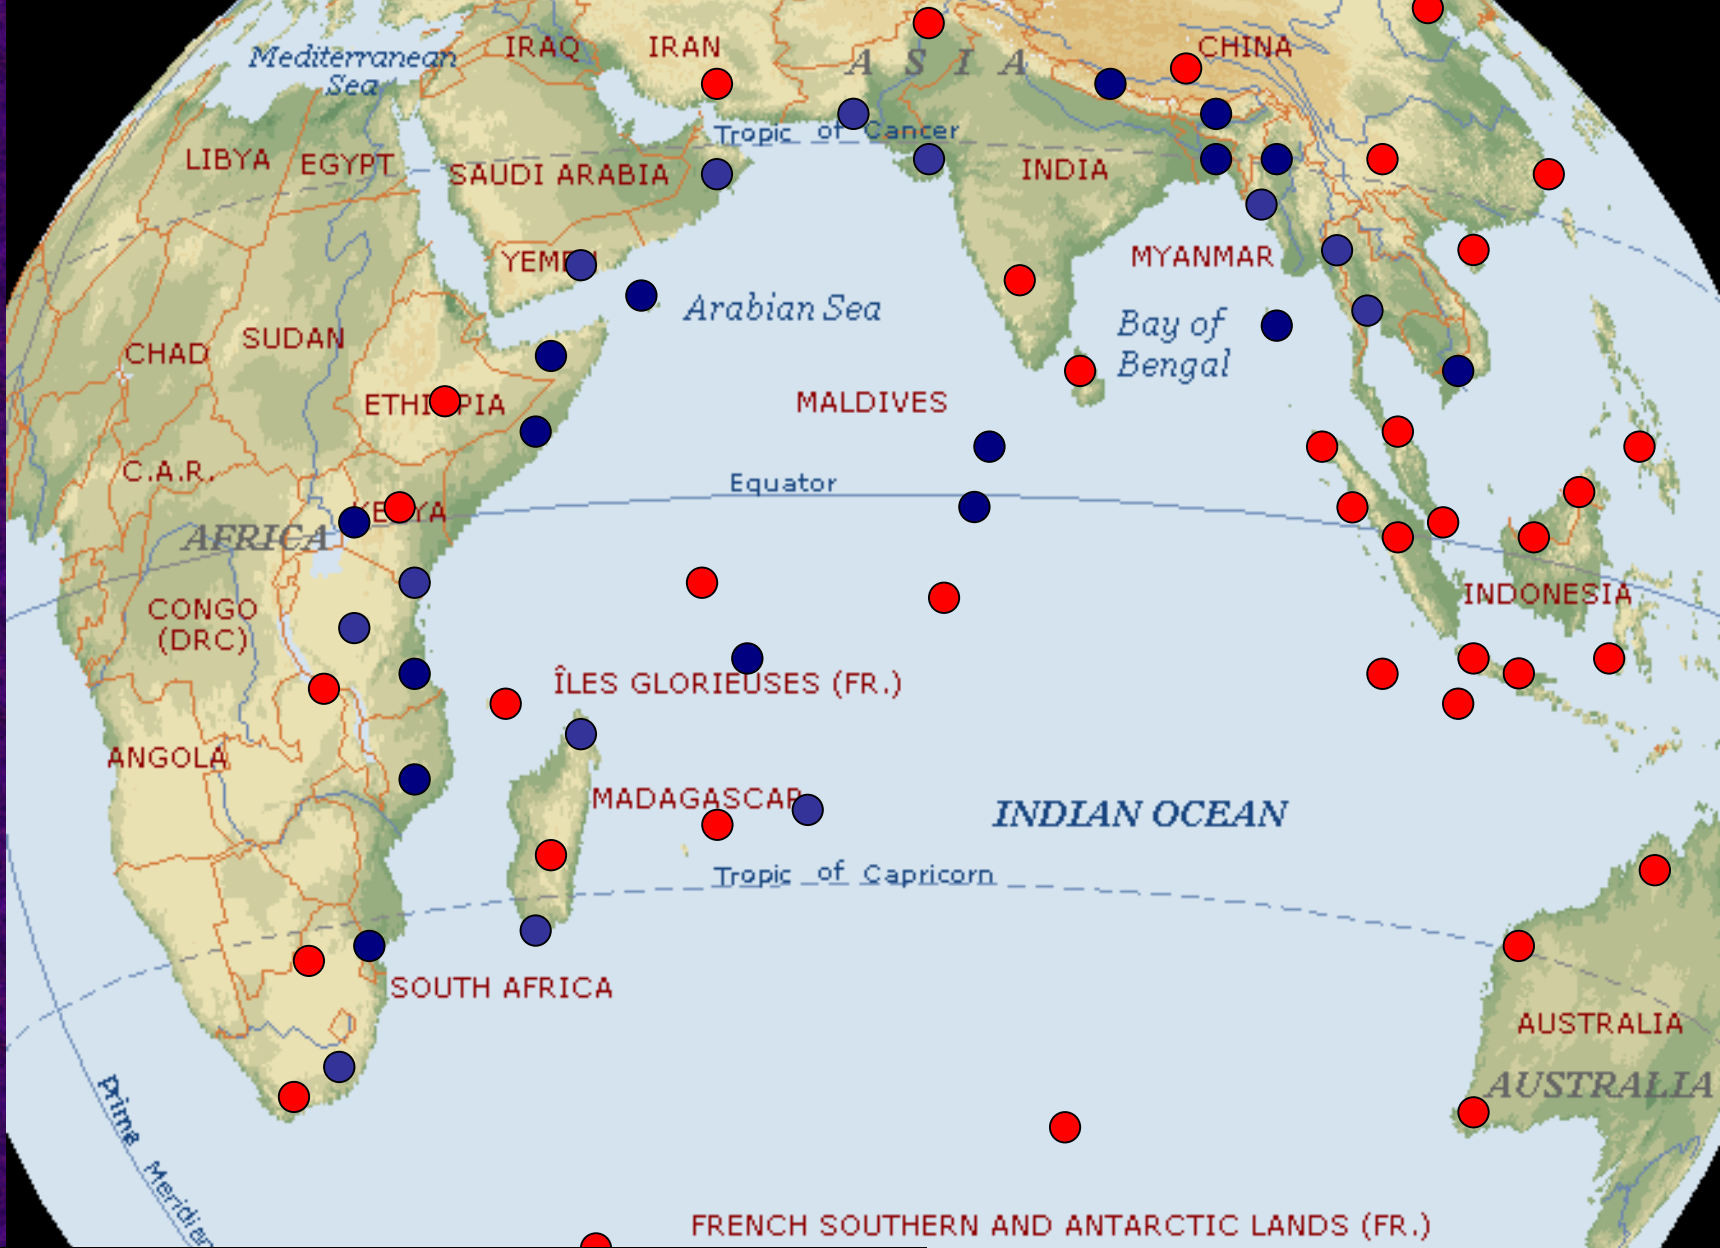 Mediterranean
Sea
IRAQ
IRAN
ASIA
CHINA
Tropic of Cancer
LIBYA
EGYPT
SAUDI ARABIA
INDIA
YEMEN
MYANMAR
Arabian Sea
Bay of
Bengal
CHAD
SUDAN
ETHIOPIA
MALDIVES
C.A.R.
Equator
KENYA
AFRICA
CONGO
(DRC)
INDONESIA
ÎLES GLORIEUSES (FR.)
ANGOLA
MADAGASCAR
INDIAN OCEAN
Tropic of Capricorn
SOUTH AFRICA
AUSTRALIA
AUSTRALIA
Prime Meridian
FRENCH SOUTHERN AND ANTARCTIC LANDS (FR.)